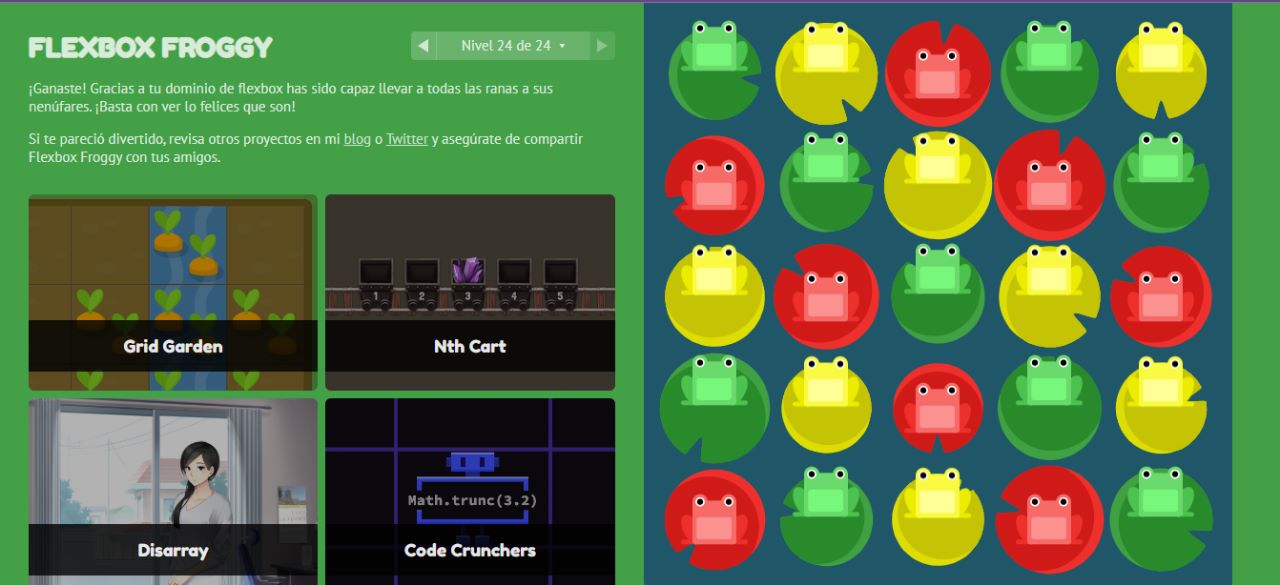 FLEXBOX FROGGY
Nivel 24 de 24
¡Ganaste! Gracias a tu dominio de flexbox has sido capaz llevar a todas las ranas a sus
nenúfares. ¡Basta con ver lo felices que son!
Si te pareció divertido, revisa otros proyectos en mi blog o Twitter y asegúrate de compartir
Flexbox Froggy con tus amigos.
Grid Garden
1 2 3 4 5
Nth Cart
Disarray
Math.trunc(3.2)
Code Crunchers